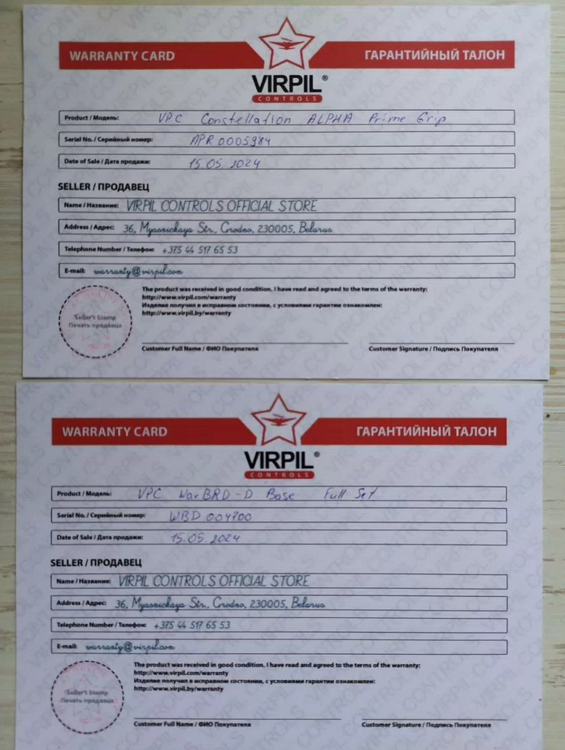 WARRANTY CARD
ГАРАНТИЙНЫЙ ТАЛОН
VIRPIL®
CONTROLS
Product / Модель: VPC Constellation ALPHA Prime Grip
Serial No. / Серийный номер: APR0005984
Date of Sale / Дата продажи: 15.05.2024
SELLER / ПРОДАВЕЦ
Name / Название: VIRPIL CONTROLS OFFICIAL STORE
Address / Адрес: 36, Myasnickaya Str., Grodno, 230005, Belarus
Telephone Number / Телефон: +375 44 517 65 53
E-mail: warranty@virpil.com
The product was received in good condition, I have read and agreed to the terms of the warranty:
http://www.virpil.com/warranty
Изделие получил в исправном состоянии, с условиями гарантии ознакомлен:
http://www.virpil.by/warranty
Seller's Stamp
Печать продавца
Customer Full Name / ФИО Покупателя
Customer Signature / Подпись Покупателя
WARRANTY CARD
ГАРАНТИЙНЫЙ ТАЛОН
VIRPIL®
CONTROLS
Product / Модель: VPC WarBRD-D Base Full Set
Serial No. / Серийный номер: WBD 004700
Date of Sale / Дата продажи: 15.05.2024
SELLER / ПРОДАВЕЦ
Name / Название: VIRPIL CONTROLS OFFICIAL STORE
Address / Адрес: 36, Myasnickaya Str., Grodno, 230005, Belarus
Telephone Number / Телефон: +375 44 517 65 53
E-mail: warranty@virpil.com
The product was received in good condition, I have read and agreed to the terms of the warranty:
http://www.virpil.com/warranty
Изделие получил в исправном состоянии, с условиями гарантии ознакомлен:
http://www.virpil.by/warranty
Seller's Stamp
Печать продавца
Customer Full Name / ФИО Покупателя
Customer Signature / Подпись Покупателя